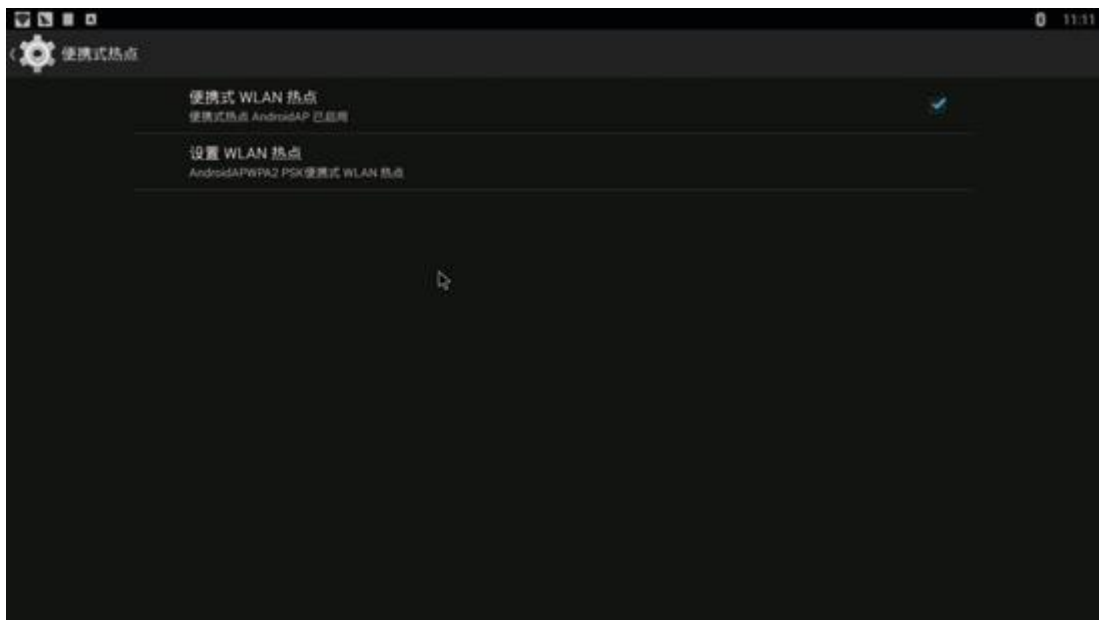 11:11
便携式热点
便携式 WLAN 热点
便携式热点 AndroidAP 已启用
设置 WLAN 热点
AndroidAPWPA2 PSK便携式 WLAN 热点